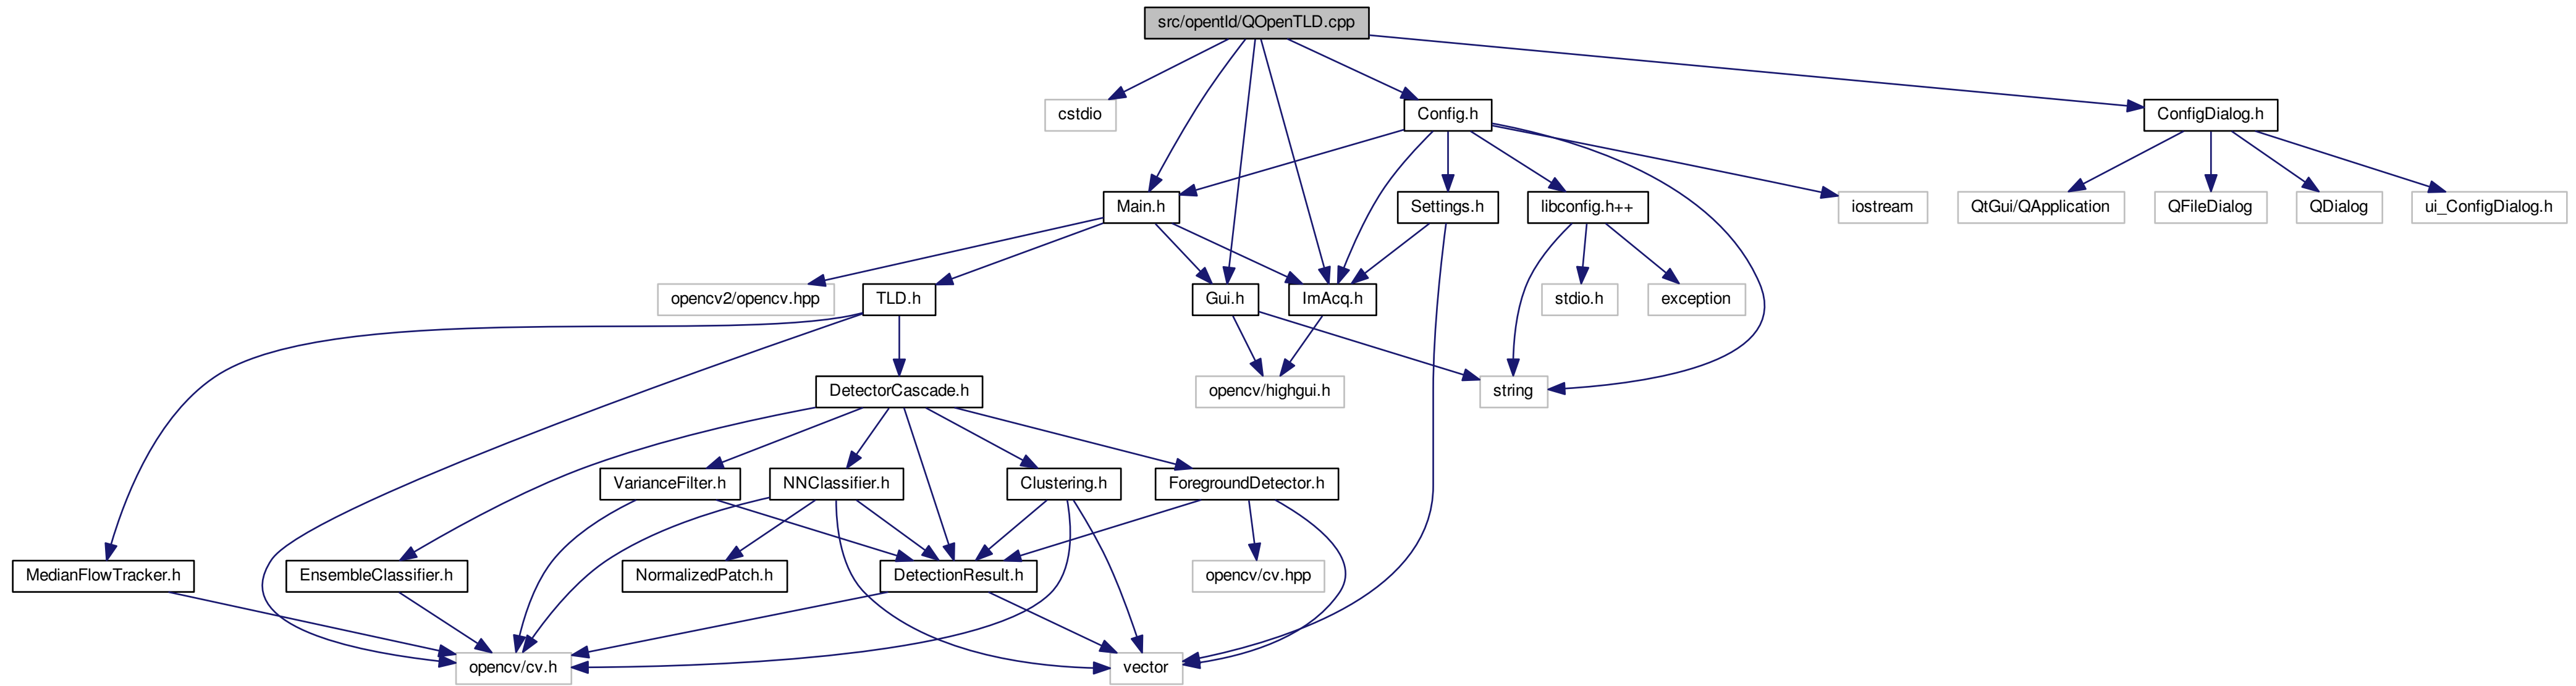 src/opentld/QOpenTLD.cpp
cstdio
Config.h
ConfigDialog.h
Main.h
Settings.h
libconfig.h++
iostream
QtGui/QApplication
QFileDialog
QDialog
ui_ConfigDialog.h
opencv2/opencv.hpp
TLD.h
Gui.h
ImAcq.h
stdio.h
exception
DetectorCascade.h
opencv/highgui.h
string
VarianceFilter.h
NNClassifier.h
Clustering.h
ForegroundDetector.h
MedianFlowTracker.h
EnsembleClassifier.h
NormalizedPatch.h
DetectionResult.h
opencv/cv.hpp
opencv/cv.h
vector